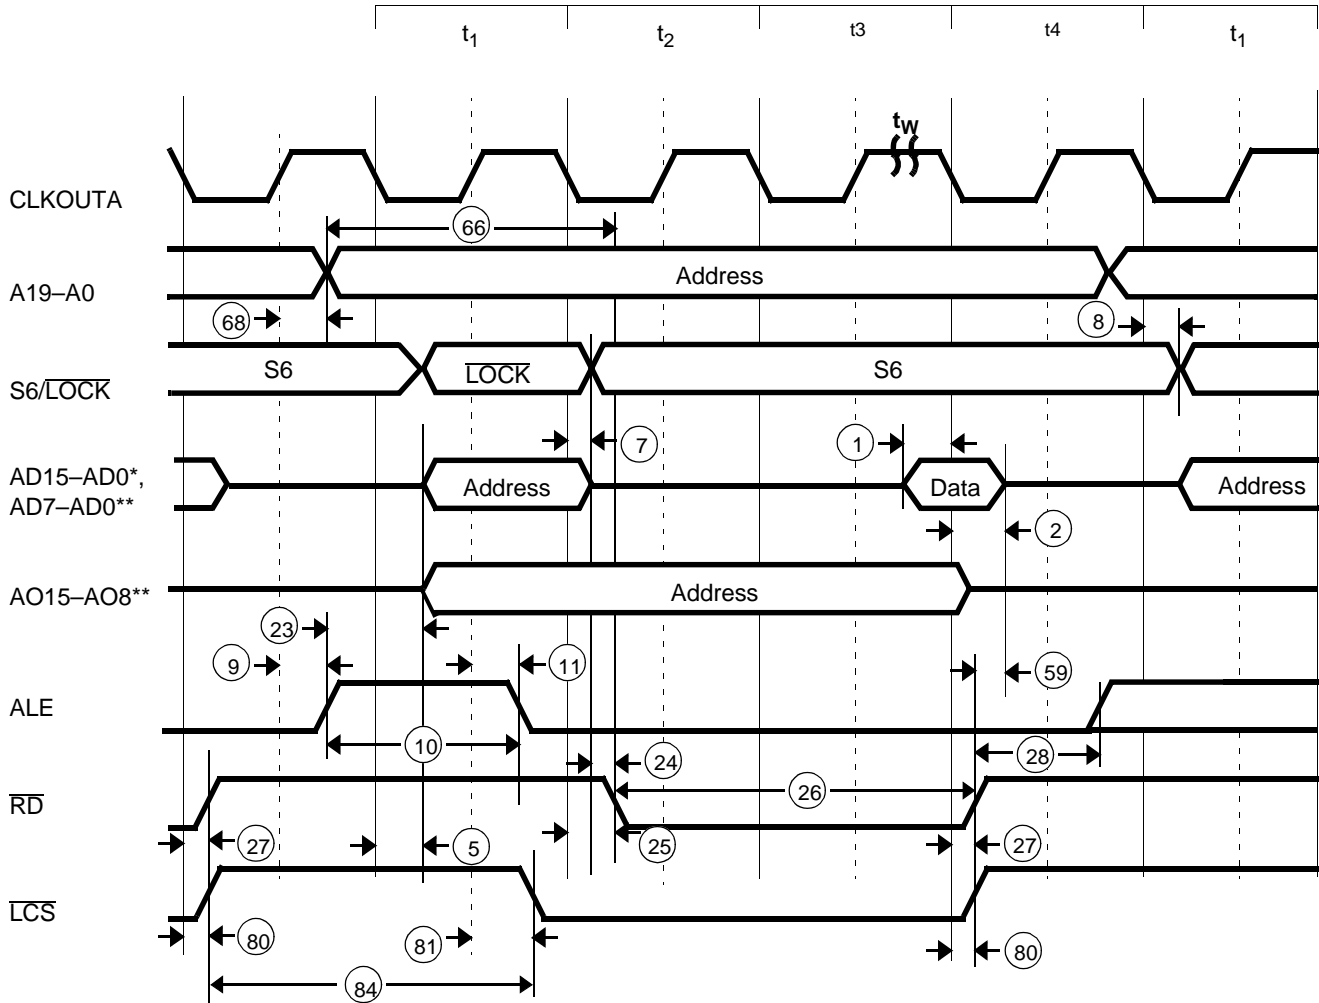 t1 t2 t3 t4 t1
tW
CLKOUTA
66
A19–A0 Address
68 8
S6/LOCK S6 LOCK S6
7 1
AD15–AD0*, Address Data Address
AD7–AD0**
2
AO15–AO8** Address
23
9 11 59
ALE
10 24 28
RD 26
27 5 25 27
LCS
80 81 80
84